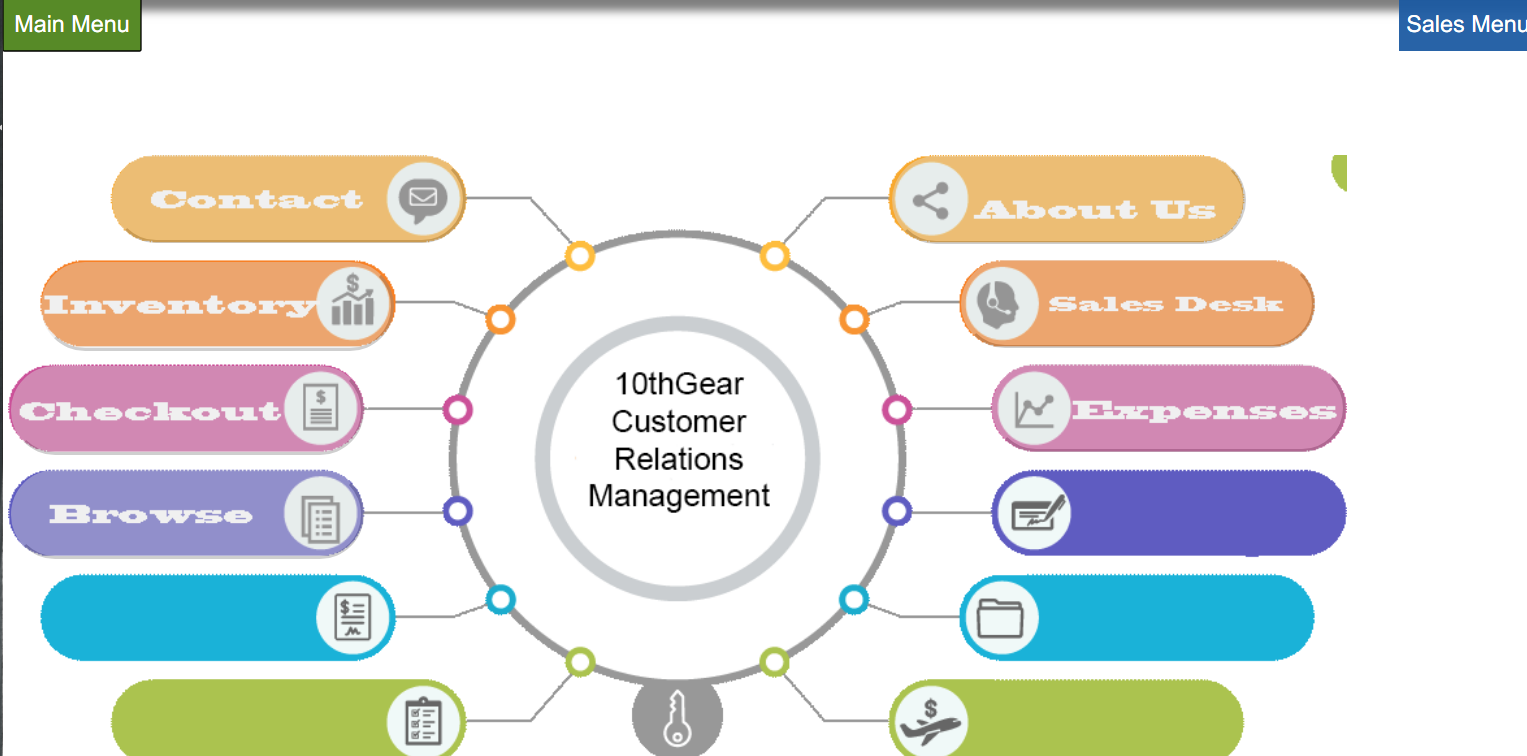 Main Menu
Sales Menu
Contact
About Us
Inventory
$
Sales Desk
10thGear
Customer
Relations
Management
Checkout
$
Expenses
Browse
$
$